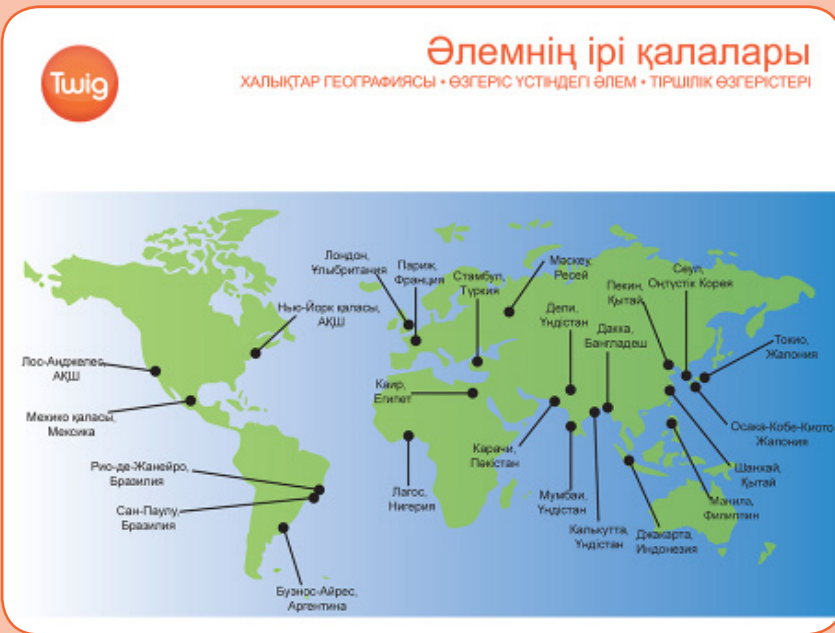 Twig
Әлемнің ірі қалалары
ХАЛЫҚТАР ГЕОГРАФИЯСЫ • ӨЗГЕРІС ҮСТІНДЕГІ ӘЛЕМ • ТІРШІЛІК ӨЗГЕРІСТЕРІ
Лондон,
Ұлыбритания
Париж,
Франция
Стамбул,
Түркия
Мәскеу,
Ресей
Сеул,
Оңтүстік Корея
Пекин,
Қытай
Нью-Йорк қаласы,
АҚШ
Дели,
Үндістан
Дакка,
Бангладеш
Токио,
Жапония
Лос-Анджелес,
АҚШ
Каир,
Египет
Мехико қаласы,
Мексика
Осака-Кобе-Киото
Жапония
Карачи,
Пәкістан
Рио-де-Жанейро,
Бразилия
Шанхай,
Қытай
Лагос,
Нигерия
Мумбаи,
Үндістан
Манила,
Филиппин
Сан-Паулу,
Бразилия
Калькутта,
Үндістан
Джакарта,
Индонезия
Буэнос-Айрес,
Аргентина